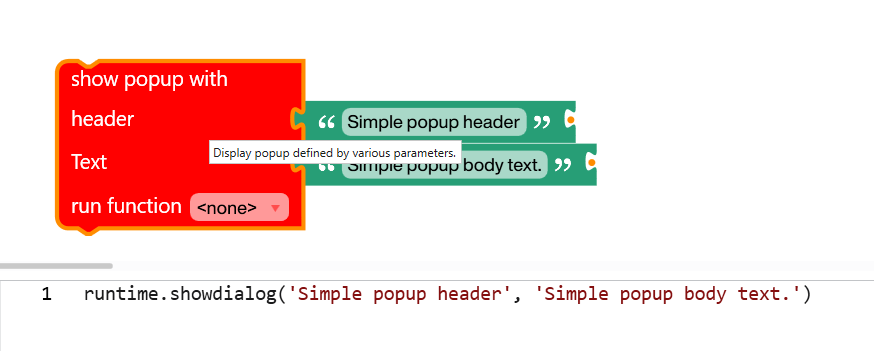 show popup with
header “ Simple popup header ”
Display popup defined by various parameters.
Text “ Simple popup body text. ”
run function <none>
1 runtime.showdialog('Simple popup header', 'Simple popup body text.')